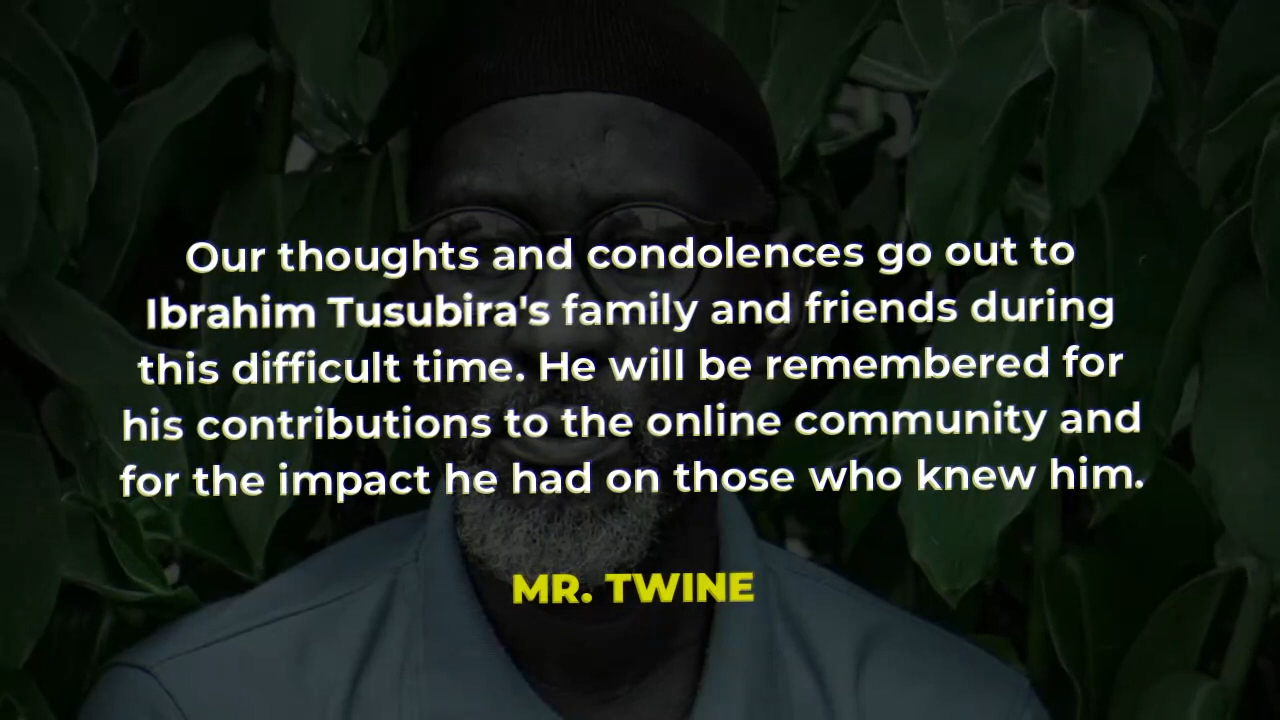 Our thoughts and condolences go out to
Ibrahim Tusubira's family and friends during
this difficult time. He will be remembered for
his contributions to the online community and
for the impact he had on those who knew him.
MR. TWINE